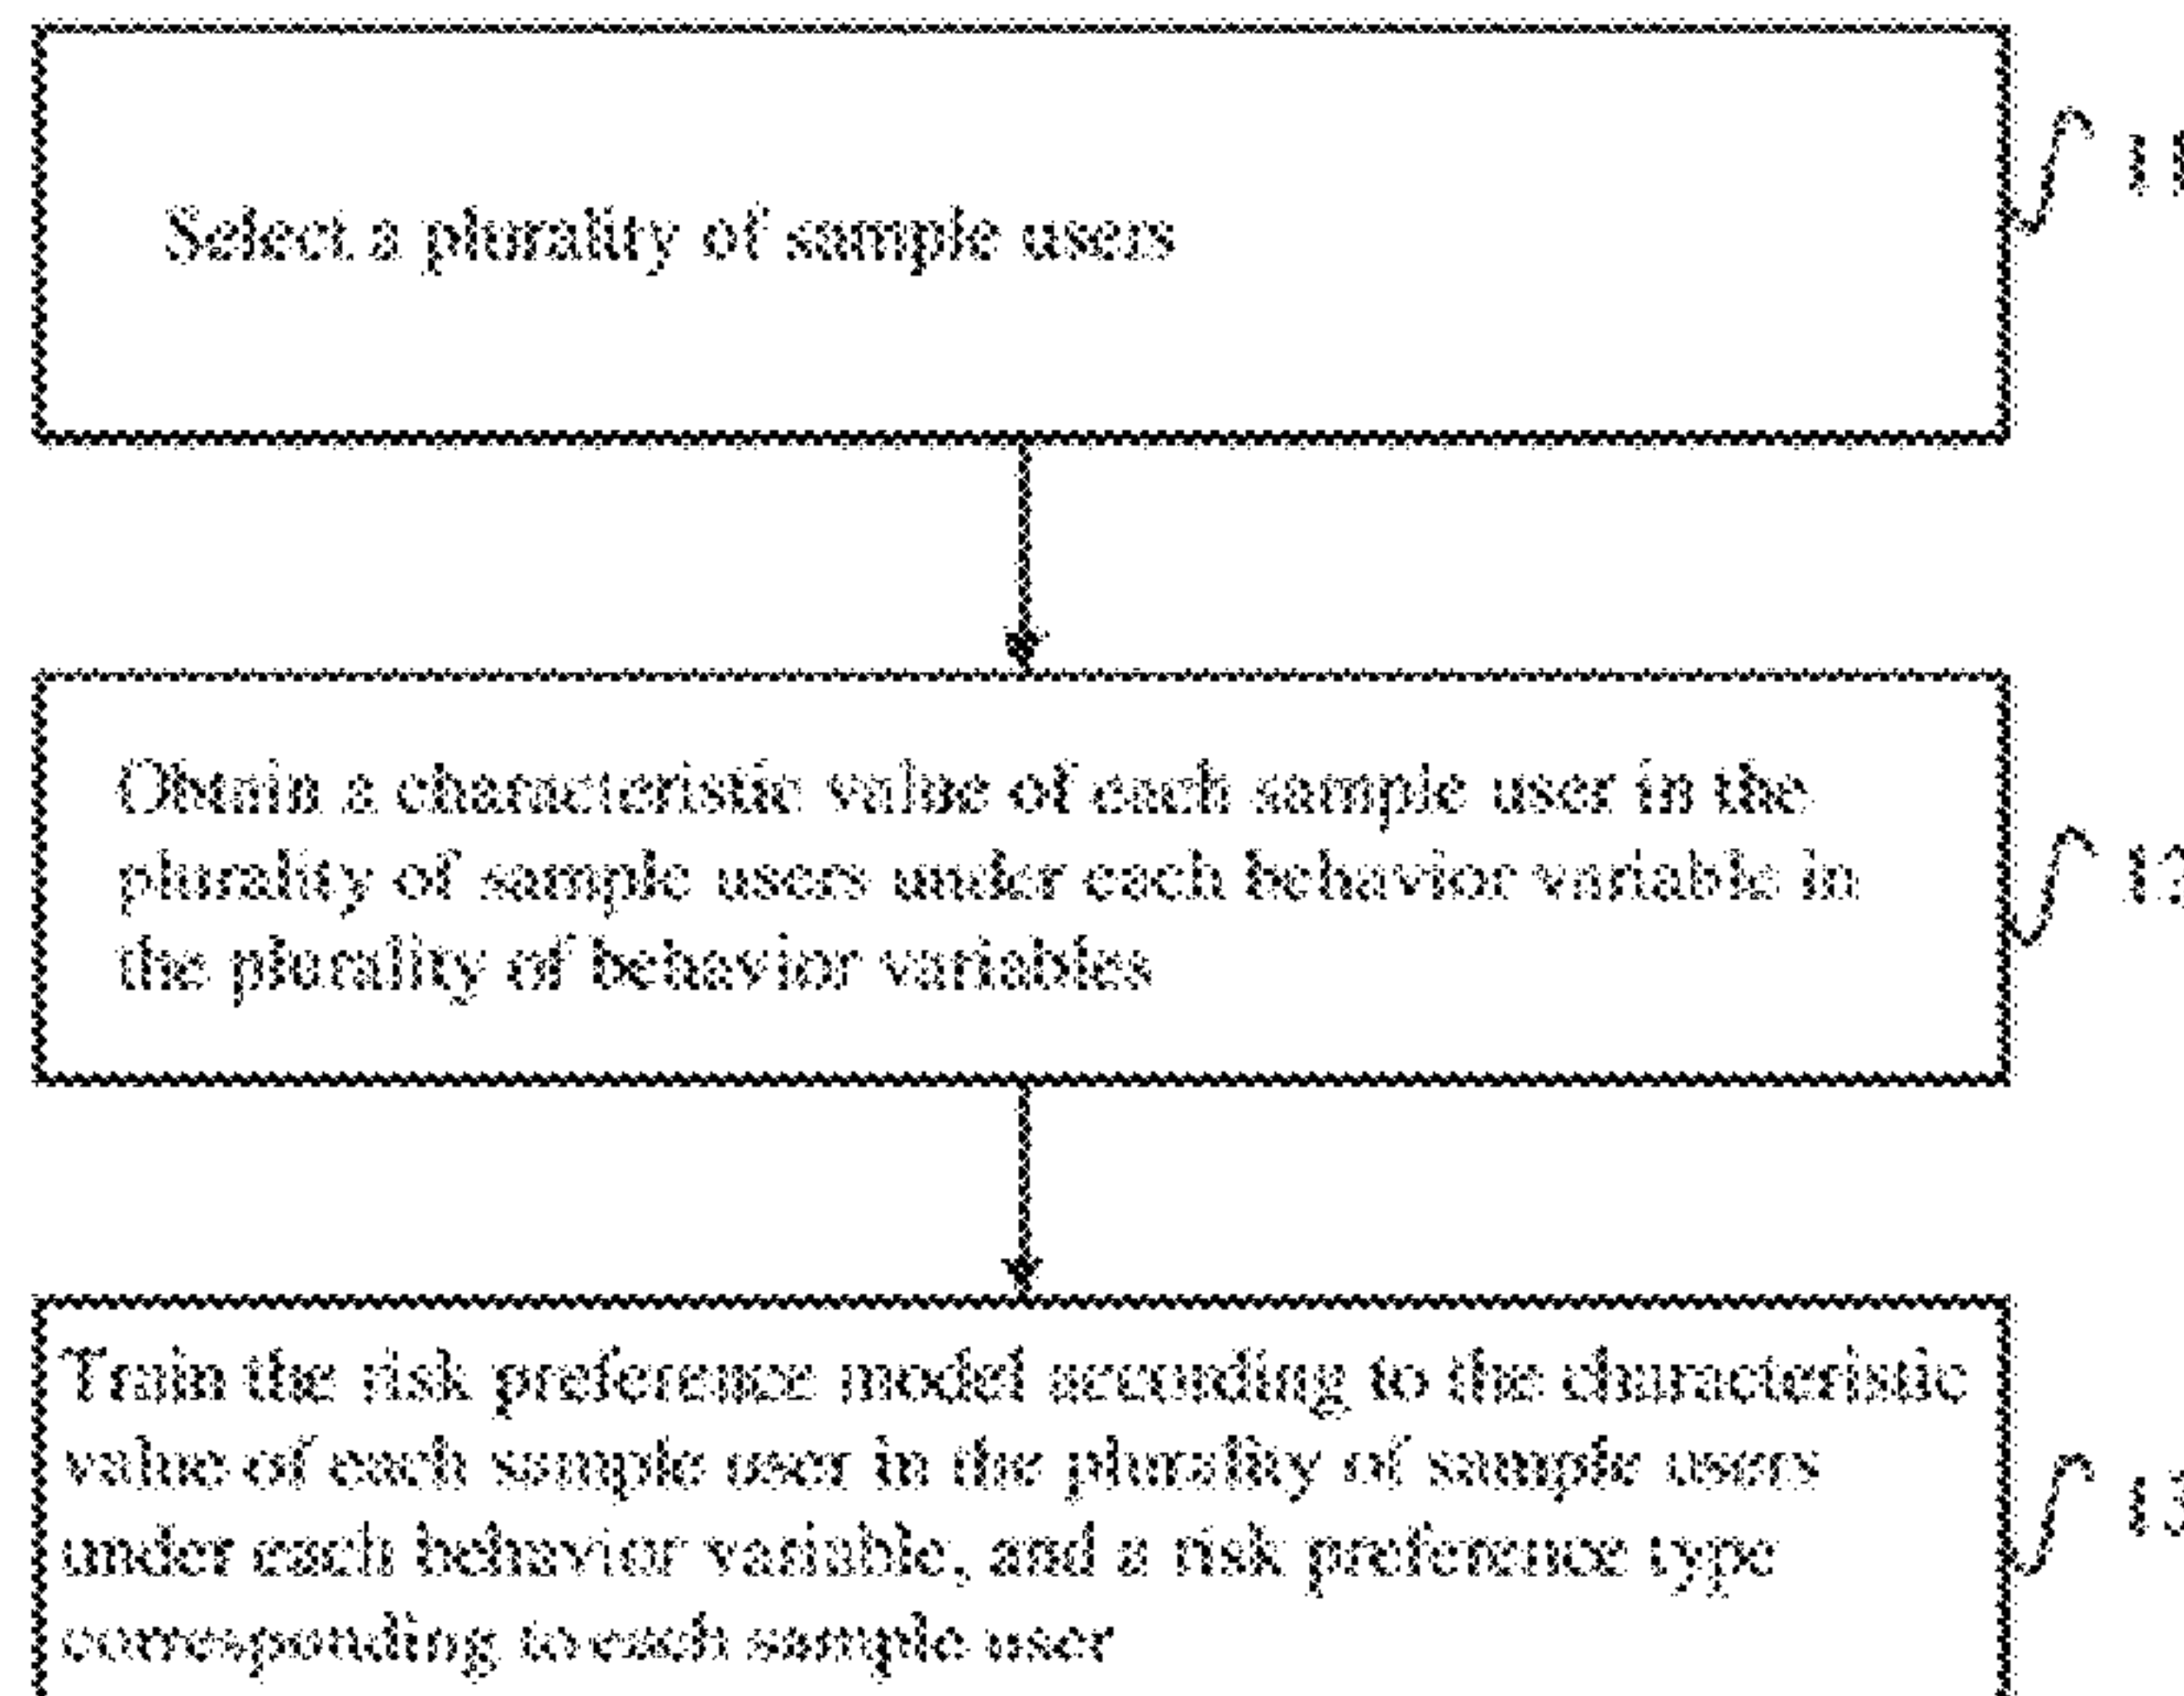 Select a plurality of sample users
11
Obtain a characteristic value of each sample user in the
plurality of sample users under each behavior variable in
the plurality of behavior variables
12
Train the risk preference model according to the characteristic
value of each sample user in the plurality of sample users
under each behavior variable, and a risk preference type
corresponding to each sample user
13